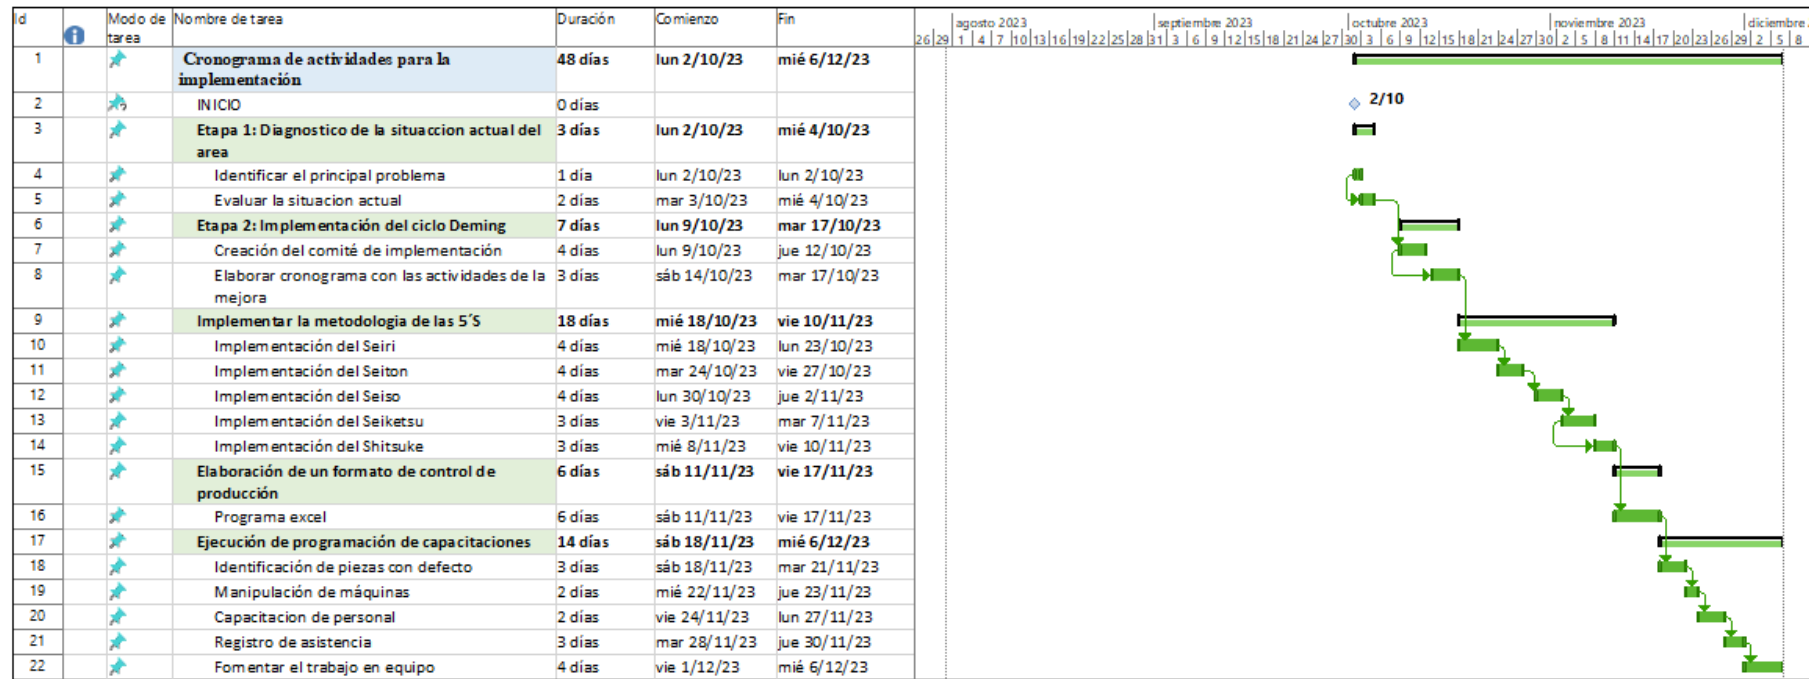 Id Modo de Nombre de tarea Duración Comienzo Fin
tarea
agosto 2023 septiembre 2023 octubre 2023 noviembre 2023 diciembre
26 29 1 4 7 10 13 16 19 22 25 28 31 3 6 9 12 15 18 21 24 27 30 3 6 9 12 15 18 21 24 27 30 2 5 8 11 14 17 20 23 26 29 2 5 8
1 Cronograma de actividades para la 48 días lun 2/10/23 mié 6/12/23
implementación
2 INICIO 0 días 2/10
3 Etapa 1: Diagnostico de la situaccion actual del 3 días lun 2/10/23 mié 4/10/23
area
4 Identificar el principal problema 1 día lun 2/10/23 lun 2/10/23
5 Evaluar la situacion actual 2 días mar 3/10/23 mié 4/10/23
6 Etapa 2: Implementación del ciclo Deming 7 días lun 9/10/23 mar 17/10/23
7 Creación del comité de implementación 4 días lun 9/10/23 jue 12/10/23
8 Elaborar cronograma con las actividades de la 3 días sáb 14/10/23 mar 17/10/23
mejora
9 Implementar la metodologia de las 5´S 18 días mié 18/10/23 vie 10/11/23
10 Implementación del Seiri 4 días mié 18/10/23 lun 23/10/23
11 Implementación del Seiton 4 días mar 24/10/23 vie 27/10/23
12 Implementación del Seiso 4 días lun 30/10/23 jue 2/11/23
13 Implementación del Seiketsu 3 días vie 3/11/23 mar 7/11/23
14 Implementación del Shitsuke 3 días mié 8/11/23 vie 10/11/23
15 Elaboración de un formato de control de 6 días sáb 11/11/23 vie 17/11/23
producción
16 Programa excel 6 días sáb 11/11/23 vie 17/11/23
17 Ejecución de programación de capacitaciones 14 días sáb 18/11/23 mié 6/12/23
18 Identificación de piezas con defecto 3 días sáb 18/11/23 mar 21/11/23
19 Manipulación de máquinas 2 días mié 22/11/23 jue 23/11/23
20 Capacitacion de personal 2 días vie 24/11/23 lun 27/11/23
21 Registro de asistencia 3 días mar 28/11/23 jue 30/11/23
22 Fomentar el trabajo en equipo 4 días vie 1/12/23 mié 6/12/23